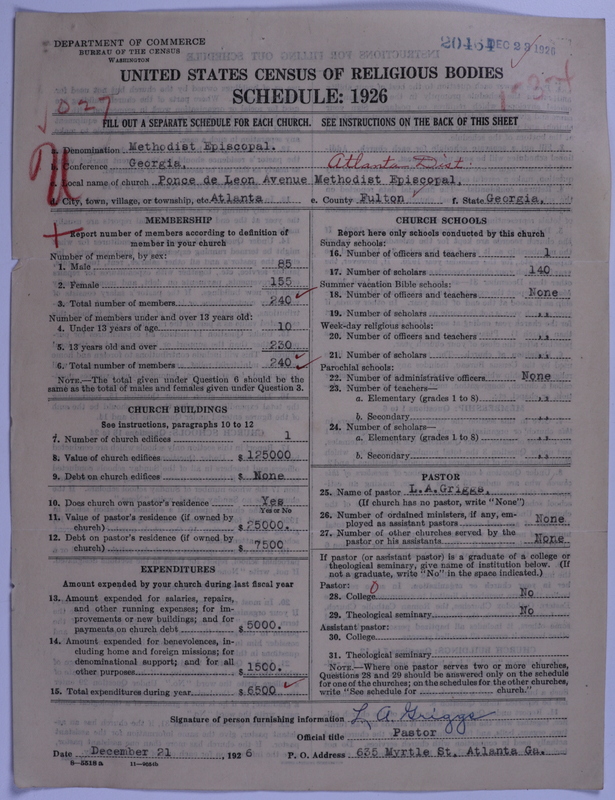 DEPARTMENT OF COMMERCE
BUREAU OF THE CENSUS
WASHINGTON
20464 DEC 29 1926
UNITED STATES CENSUS OF RELIGIOUS BODIES
SCHEDULE: 1926
027
FILL OUT A SEPARATE SCHEDULE FOR EACH CHURCH. SEE INSTRUCTIONS ON THE BACK OF THIS SHEET
a. Denomination Methodist Episcopal.
b. Conference Georgia, Atlanta Dist.
c. Local name of church Ponce de Leon Avenue Methodist Episcopal,
d. City, town, village, or township, etc. Atlanta e. County Fulton f. State Georgia,
MEMBERSHIP
Report number of members according to definition of
member in your church
Number of members, by sex:
1. Male 85
2. Female 155
3. Total number of members 240
Number of members under and over 13 years old:
4. Under 13 years of age 10
5. 13 years old and over 230
6. Total number of members 240
NOTE.—The total given under Question 6 should be the
same as the total of males and females given under Question 3.
CHURCH BUILDINGS
See instructions, paragraphs 10 to 12
7. Number of church edifices 1
8. Value of church edifices $ 125000
9. Debt on church edifices $ None
10. Does church own pastor's residence Yes
Yes or No
11. Value of pastor's residence (if owned by
church) $ 25000.
12. Debt on pastor's residence (if owned by
church) $ 7500
EXPENDITURES
Amount expended by your church during last fiscal year
13. Amount expended for salaries, repairs,
and other running expenses; for im-
provements or new buildings; and for
payments on church debt $ 5000.
14. Amount expended for benevolences, in-
cluding home and foreign missions; for
denominational support; and for all
other purposes $ 1500.
15. Total expenditures during year $ 6500
CHURCH SCHOOLS
Report here only schools conducted by this church
Sunday schools:
16. Number of officers and teachers 1
17. Number of scholars 140
Summer vacation Bible schools:
18. Number of officers and teachers None
19. Number of scholars
Week-day religious schools:
20. Number of officers and teachers
21. Number of scholars
Parochial schools:
22. Number of administrative officers None
23. Number of teachers—
a. Elementary (grades 1 to 8)
b. Secondary
24. Number of scholars—
a. Elementary (grades 1 to 8)
b. Secondary
PASTOR
25. Name of pastor L.A.Griggs,
(If church has no pastor, write "None")
26. Number of ordained ministers, if any, em-
ployed as assistant pastors None
27. Number of other churches served by the
pastor or his assistants None
If pastor (or assistant pastor) is a graduate of a college or
theological seminary, give name of institution below. (If
not a graduate, write "No" in the space indicated.)
Pastor: 0
28. College No
29. Theological seminary No
Assistant pastor:
30. College
31. Theological seminary
NOTE.—Where one pastor serves two or more churches,
Questions 28 and 29 should be answered only on the schedule
for one of the churches; on the schedules for the other churches,
write "See schedule for church."
Signature of person furnishing information L. A. Griggs
Official title Pastor
Date December 21 , 1926 P. O. Address 635 Myrtle St. Atlanta Ga.
8—5518 a